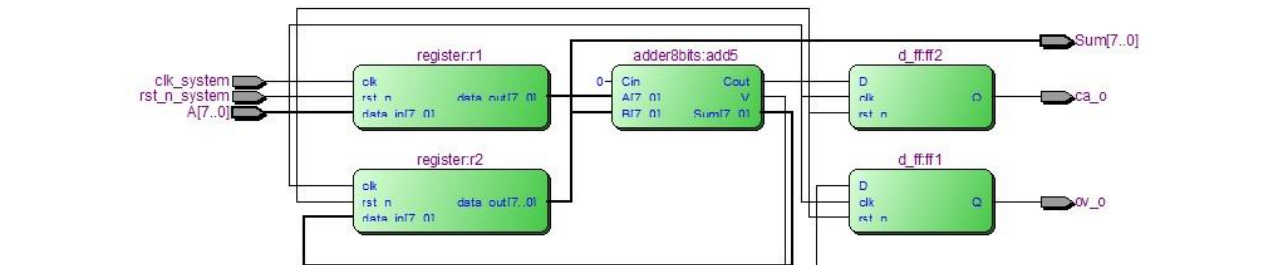 Sum[7..0]
register:r1
adder8bits:add5
d_ff:ff2
clk_system
rst_n_system
A[7..0]
clk
rst_n
data_in[7..0]
data_out[7..0]
0
Cin
A[7..0]
B[7..0]
Cout
V
Sum[7..0]
D
clk
rst_n
Q
ca_o
register:r2
d_ff:ff1
clk
rst_n
data_in[7..0]
data_out[7..0]
D
clk
rst_n
Q
ov_o